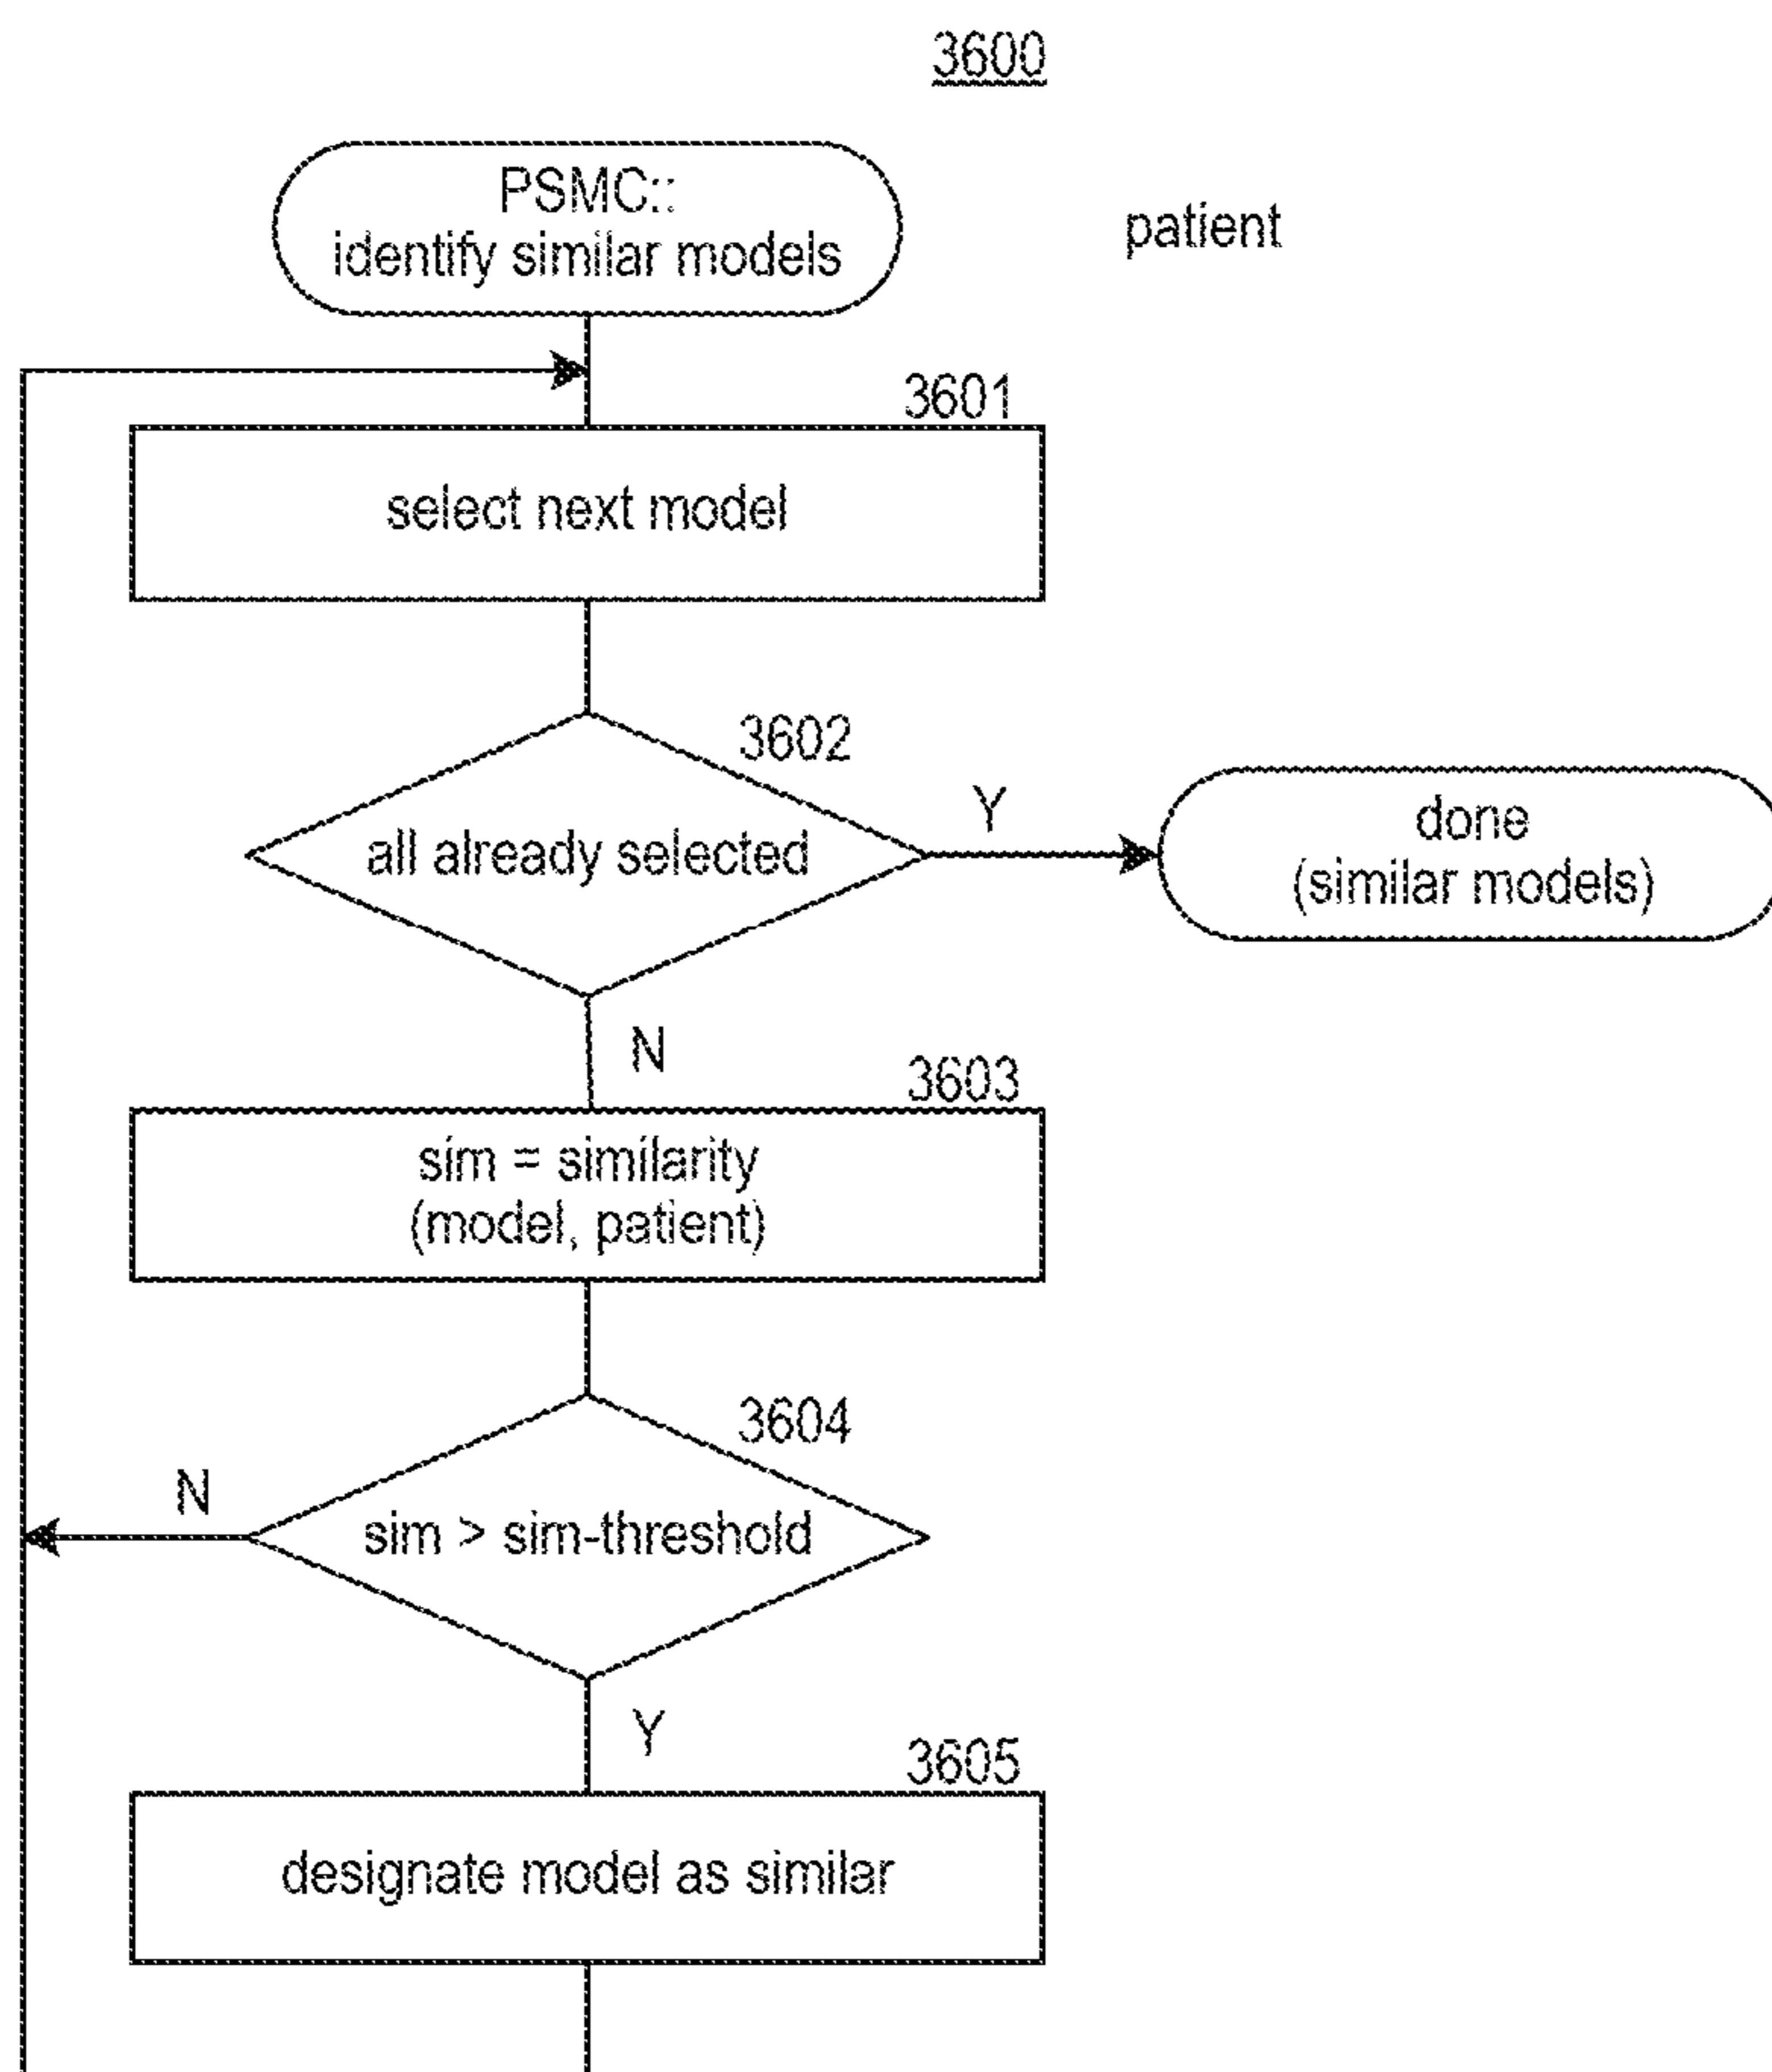 3600
PSMC::
identify similar models
patient
3601
select next model
3602
all already selected
Y
done
(similar models)
N
3603
sim = similarity
(model, patient)
3604
N
sim > sim-threshold
Y
3605
designate model as similar